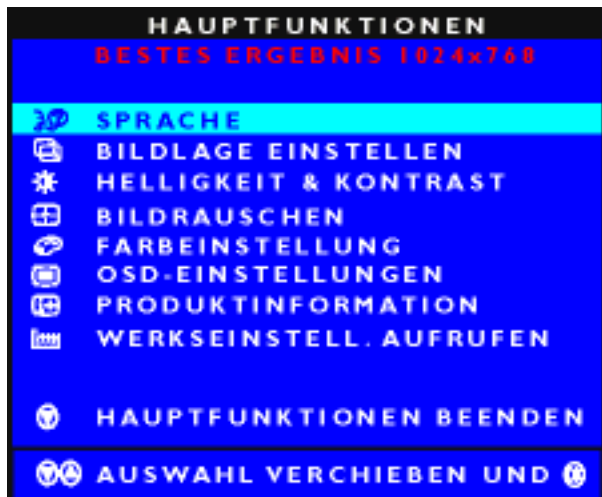 HAUPTFUNKTIONEN
BESTES ERGEBNIS 1024x768
SPRACHE
BILDLAGE EINSTELLEN
HELLIGKEIT & KONTRAST
BILDRAUSCHEN
FARBEINSTELLUNG
OSD-EINSTELLUNGEN
PRODUKTINFORMATION
WERKSEINSTELL. AUFRUFEN
HAUPTFUNKTIONEN BEENDEN
AUSWAHL VERCHIEBEN UND